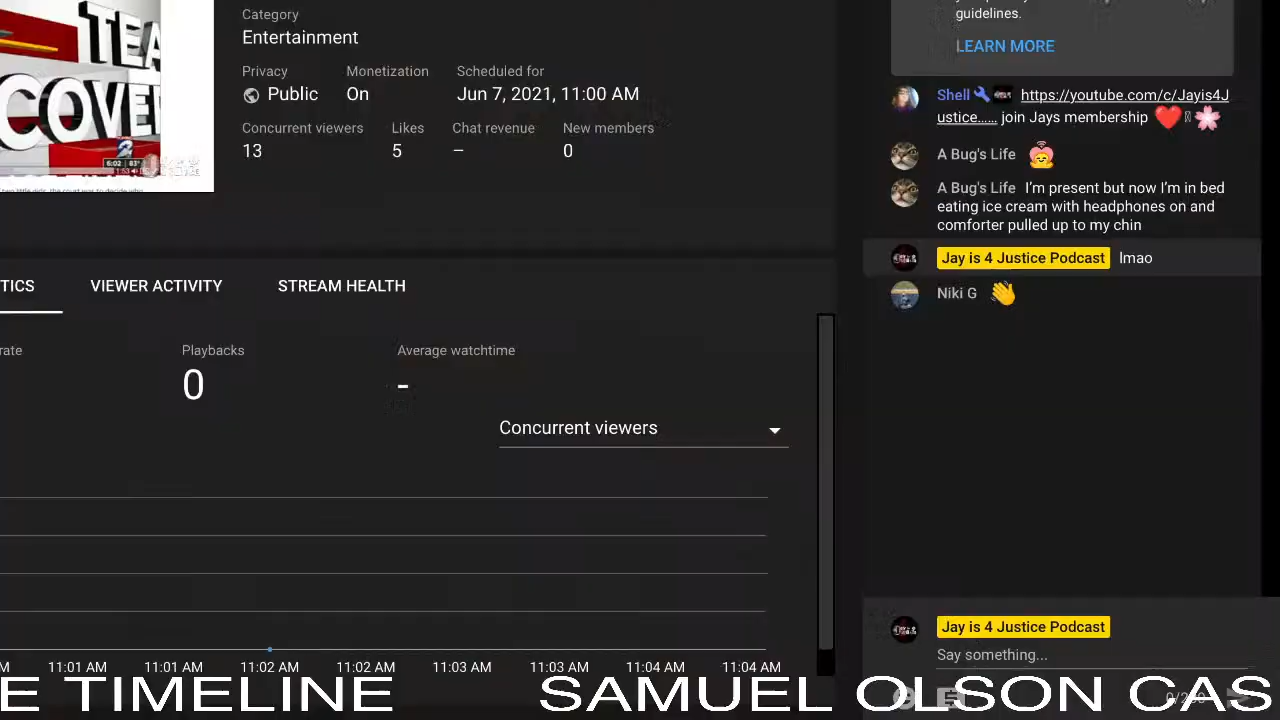 TEA
COVE
6:02 83°
Category
Entertainment
Privacy
Monetization
Scheduled for
Public
On
Jun 7, 2021, 11:00 AM
Concurrent viewers
Likes
Chat revenue
New members
13
5
–
0
TICS
VIEWER ACTIVITY
STREAM HEALTH
rate
Playbacks
Average watchtime
0
-
Concurrent viewers
M
11:01 AM
11:01 AM
11:02 AM
11:02 AM
11:03 AM
11:03 AM
11:04 AM
11:04 AM
guidelines.
LEARN MORE
Shell https://youtube.com/c/Jayis4J
ustice...... join Jays membership
A Bug's Life
A Bug's Life I'm present but now I'm in bed
eating ice cream with headphones on and
comforter pulled up to my chin
Jay is 4 Justice Podcast lmao
Niki G
Jay is 4 Justice Podcast
Say something...
E TIMELINE SAMUEL OLSON CAS